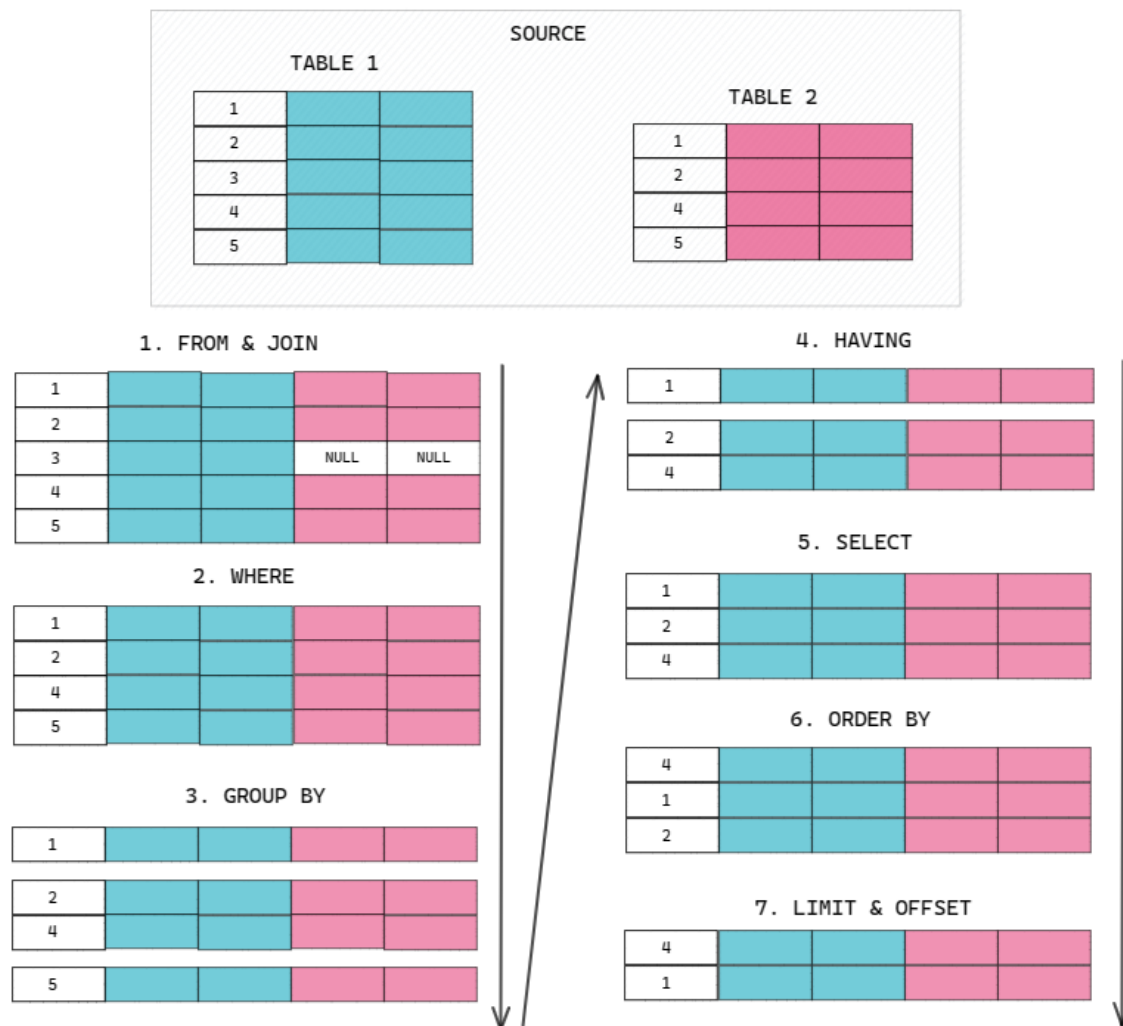 SOURCE
TABLE 1
1
2
3
4
5
TABLE 2
1
2
4
5
1. FROM & JOIN
1
2
3 NULL NULL
4
5
2. WHERE
1
2
4
5
3. GROUP BY
1
2
4
5
4. HAVING
1
2
4
5. SELECT
1
2
4
6. ORDER BY
4
1
2
7. LIMIT & OFFSET
4
1